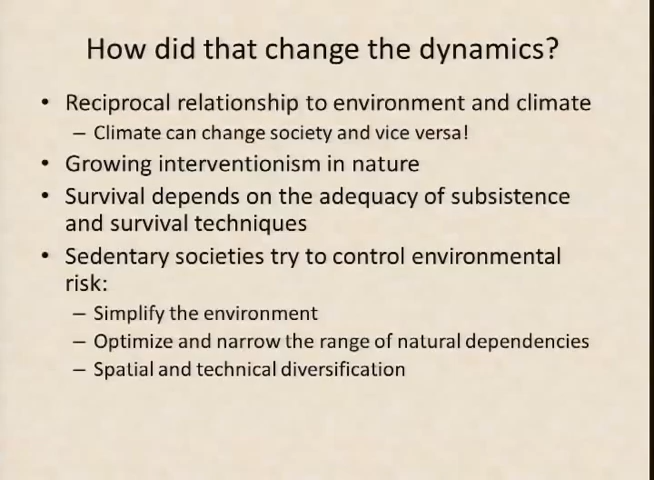 How did that change the dynamics?
• Reciprocal relationship to environment and climate
– Climate can change society and vice versa!
• Growing interventionism in nature
• Survival depends on the adequacy of subsistence
and survival techniques
• Sedentary societies try to control environmental
risk:
– Simplify the environment
– Optimize and narrow the range of natural dependencies
– Spatial and technical diversification